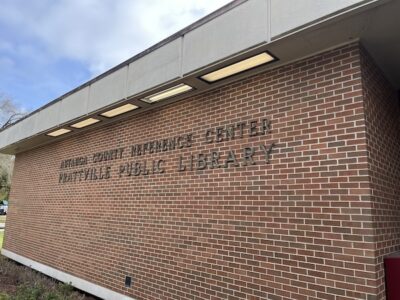 AUTAUGA COUNTY REFERENCE CENTER
PRATTVILLE PUBLIC LIBRARY